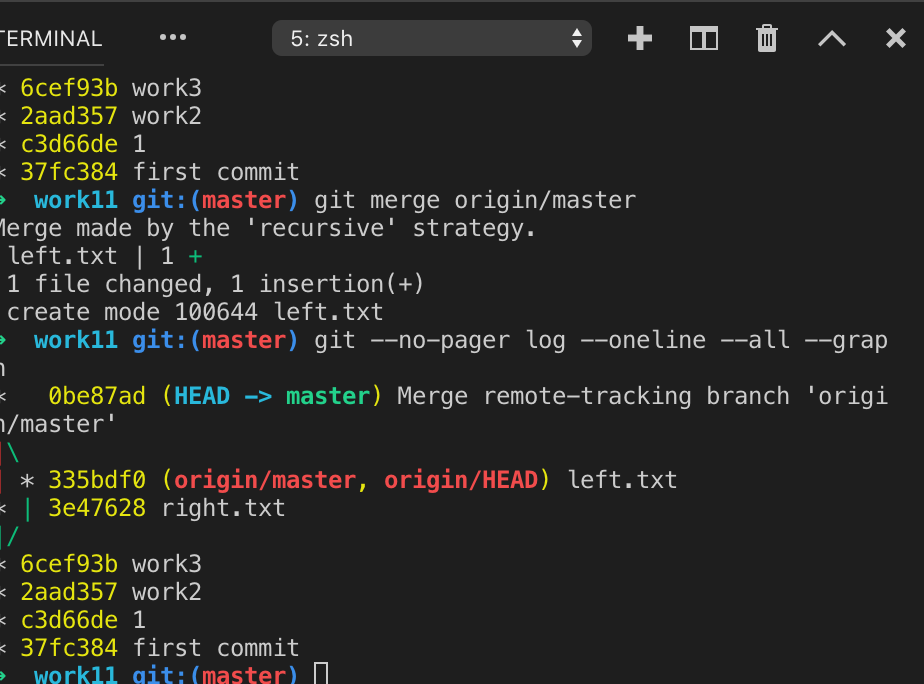 TERMINAL ••• 5: zsh
* 6cef93b work3
* 2aad357 work2
* c3d66de 1
* 37fc384 first commit
➜ work11 git:(master) git merge origin/master
Merge made by the 'recursive' strategy.
left.txt | 1 +
1 file changed, 1 insertion(+)
create mode 100644 left.txt
➜ work11 git:(master) git --no-pager log --oneline --all --grap
h
* 0be87ad (HEAD -> master) Merge remote-tracking branch 'origi
n/master'
|\
| * 335bdf0 (origin/master, origin/HEAD) left.txt
* | 3e47628 right.txt
|/
* 6cef93b work3
* 2aad357 work2
* c3d66de 1
* 37fc384 first commit
➜ work11 git:(master)